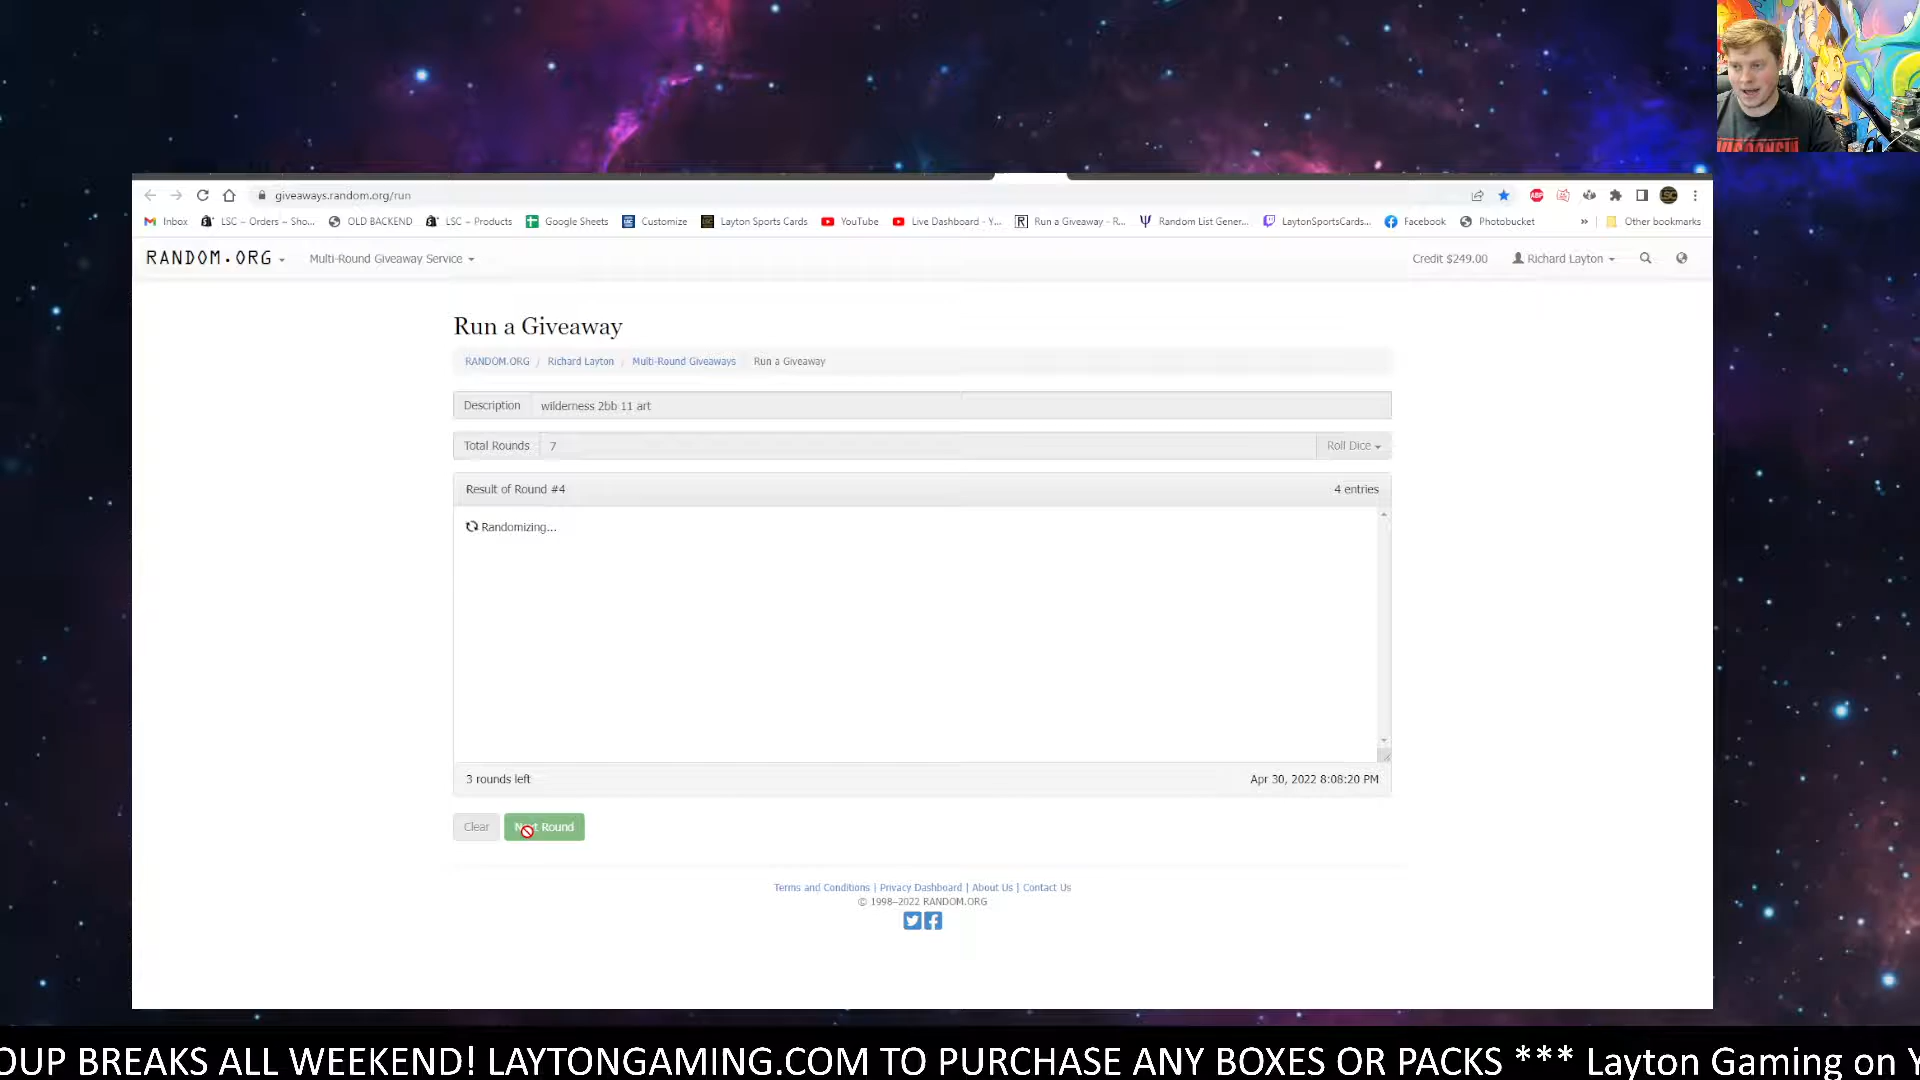 giveaways.random.org/run
Inbox LSC – Orders – Sho... OLD BACKEND LSC – Products Google Sheets Customize Layton Sports Cards YouTube Live Dashboard - Y... Run a Giveaway - R... Random List Gener... LaytonSportsCards... Facebook Photobucket » Other bookmarks
RANDOM.ORG Multi-Round Giveaway Service Credit $249.00 Richard Layton
Run a Giveaway
RANDOM.ORG / Richard Layton / Multi-Round Giveaways Run a Giveaway
Description wilderness 2bb 11 art
Total Rounds 7 Roll Dice
Result of Round #4 4 entries
Randomizing...
3 rounds left Apr 30, 2022 8:08:20 PM
Clear Next Round
Terms and Conditions | Privacy Dashboard | About Us | Contact Us
© 1998–2022 RANDOM.ORG
OUP BREAKS ALL WEEKEND! LAYTONGAMING.COM TO PURCHASE ANY BOXES OR PACKS *** Layton Gaming on Y
WISCONSIN
ABP
LSC